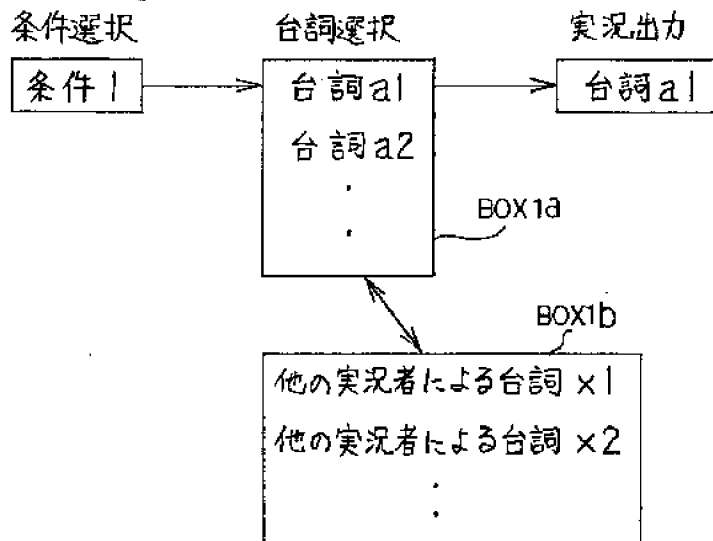 条件選択 台詞選択 実況出力
条件1 台詞a1 台詞a1
台詞a2
BOX1a
BOX1b
他の実況者による台詞 x1
他の実況者による台詞 x2